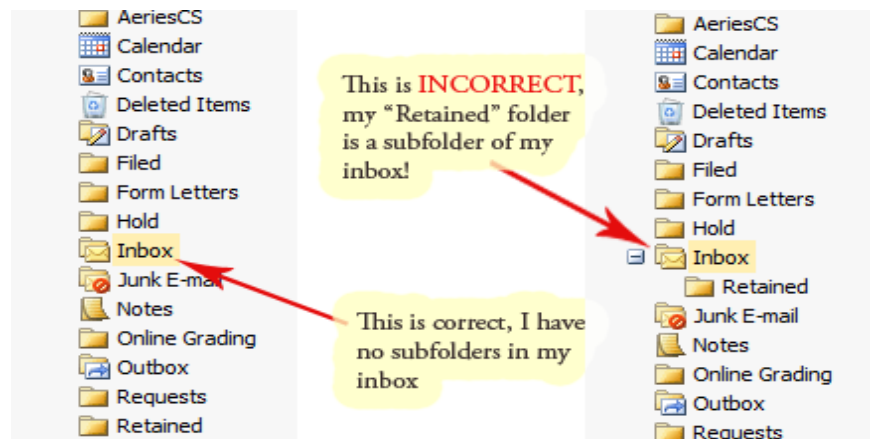 AeriesCS
Calendar
Contacts
Deleted Items
Drafts
Filed
Form Letters
Hold
Inbox
Junk E-mail
Notes
Online Grading
Outbox
Requests
Retained
This is INCORRECT,
my “Retained” folder
is a subfolder of my
inbox!
This is correct, I have
no subfolders in my
inbox
AeriesCS
Calendar
Contacts
Deleted Items
Drafts
Filed
Form Letters
Hold
Inbox
Retained
Junk E-mail
Notes
Online Grading
Outbox
Requests